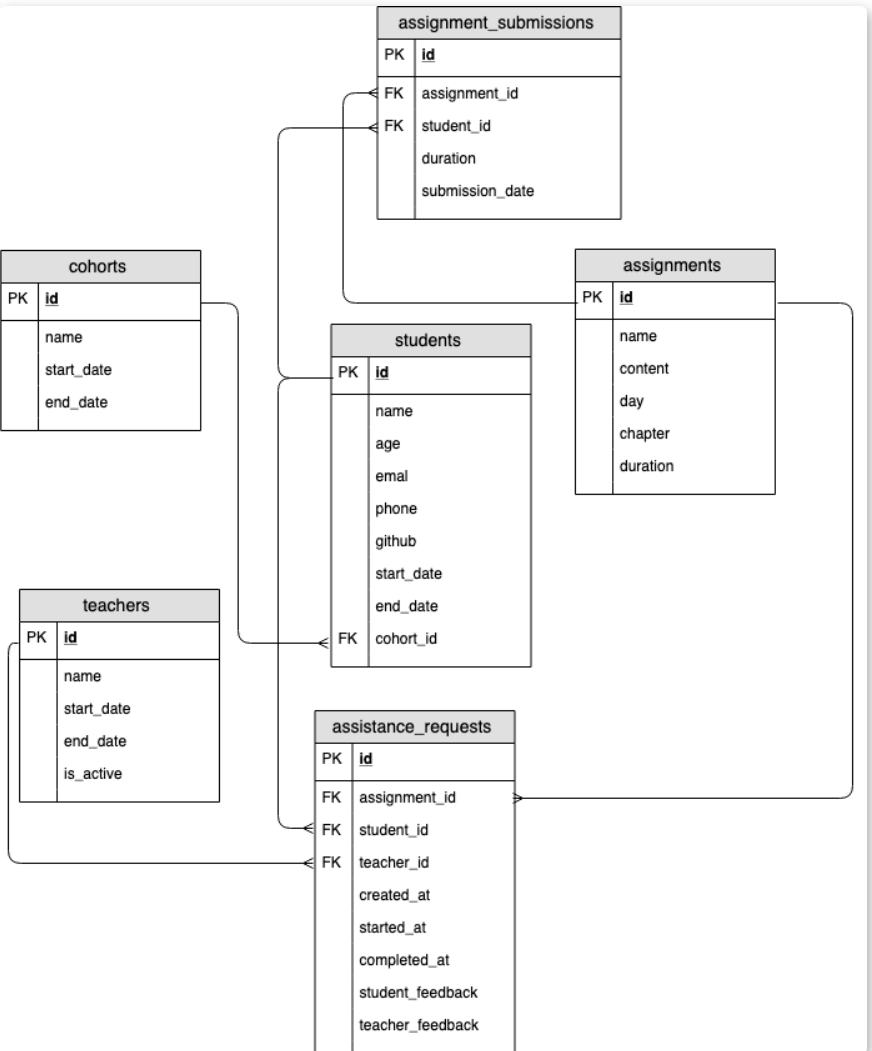 assignment_submissions
PK id
FK assignment_id
FK student_id
duration
submission_date
cohorts
PK id
name
start_date
end_date
assignments
PK id
name
content
day
chapter
duration
students
PK id
name
age
emal
phone
github
start_date
end_date
FK cohort_id
teachers
PK id
name
start_date
end_date
is_active
assistance_requests
PK id
FK assignment_id
FK student_id
FK teacher_id
created_at
started_at
completed_at
student_feedback
teacher_feedback